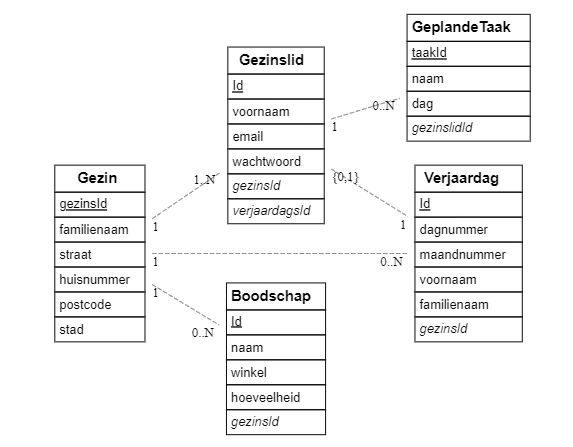 GeplandeTaak
taakId
naam
dag
gezinslidId
Gezinslid
Id
voornaam
email
wachtwoord
gezinsId
verjaardagsId
1
0..N
Gezin
gezinsId
familienaam
straat
huisnummer
postcode
stad
1..N
1
{0,1}
1
Verjaardag
Id
dagnummer
maandnummer
voornaam
familienaam
gezinsId
1
0..N
1
0..N
Boodschap
Id
naam
winkel
hoeveelheid
gezinsId